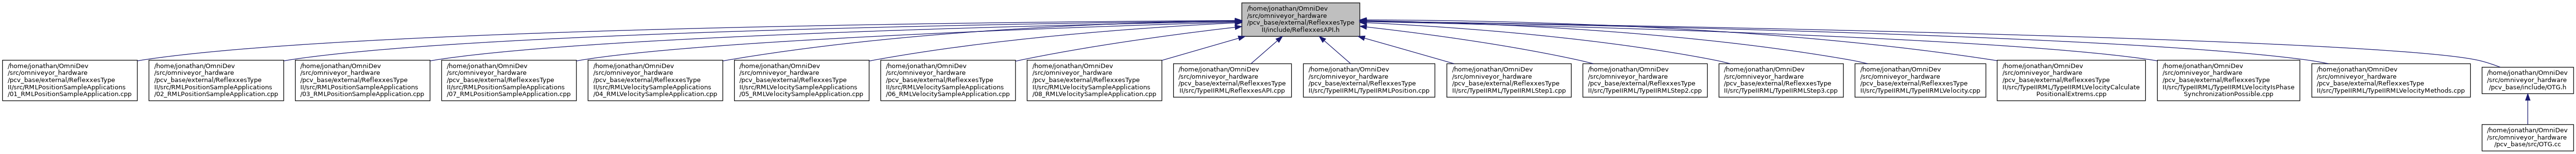 /home/jonathan/OmniDev
/src/omniveyor_hardware
/pcv_base/external/ReflexxesType
II/include/ReflexxesAPI.h
/home/jonathan/OmniDev
/src/omniveyor_hardware
/pcv_base/external/ReflexxesType
II/src/RMLPositionSampleApplications
/01_RMLPositionSampleApplication.cpp
/home/jonathan/OmniDev
/src/omniveyor_hardware
/pcv_base/external/ReflexxesType
II/src/RMLPositionSampleApplications
/02_RMLPositionSampleApplication.cpp
/home/jonathan/OmniDev
/src/omniveyor_hardware
/pcv_base/external/ReflexxesType
II/src/RMLPositionSampleApplications
/03_RMLPositionSampleApplication.cpp
/home/jonathan/OmniDev
/src/omniveyor_hardware
/pcv_base/external/ReflexxesType
II/src/RMLPositionSampleApplications
/07_RMLPositionSampleApplication.cpp
/home/jonathan/OmniDev
/src/omniveyor_hardware
/pcv_base/external/ReflexxesType
II/src/RMLVelocitySampleApplications
/04_RMLVelocitySampleApplication.cpp
/home/jonathan/OmniDev
/src/omniveyor_hardware
/pcv_base/external/ReflexxesType
II/src/RMLVelocitySampleApplications
/05_RMLVelocitySampleApplication.cpp
/home/jonathan/OmniDev
/src/omniveyor_hardware
/pcv_base/external/ReflexxesType
II/src/RMLVelocitySampleApplications
/06_RMLVelocitySampleApplication.cpp
/home/jonathan/OmniDev
/src/omniveyor_hardware
/pcv_base/external/ReflexxesType
II/src/RMLVelocitySampleApplications
/08_RMLVelocitySampleApplication.cpp
/home/jonathan/OmniDev
/src/omniveyor_hardware
/pcv_base/external/ReflexxesType
II/src/TypeIIRML/ReflexxesAPI.cpp
/home/jonathan/OmniDev
/src/omniveyor_hardware
/pcv_base/external/ReflexxesType
II/src/TypeIIRML/TypeIIRMLPosition.cpp
/home/jonathan/OmniDev
/src/omniveyor_hardware
/pcv_base/external/ReflexxesType
II/src/TypeIIRML/TypeIIRMLStep1.cpp
/home/jonathan/OmniDev
/src/omniveyor_hardware
/pcv_base/external/ReflexxesType
II/src/TypeIIRML/TypeIIRMLStep2.cpp
/home/jonathan/OmniDev
/src/omniveyor_hardware
/pcv_base/external/ReflexxesType
II/src/TypeIIRML/TypeIIRMLStep3.cpp
/home/jonathan/OmniDev
/src/omniveyor_hardware
/pcv_base/external/ReflexxesType
II/src/TypeIIRML/TypeIIRMLVelocity.cpp
/home/jonathan/OmniDev
/src/omniveyor_hardware
/pcv_base/external/ReflexxesType
II/src/TypeIIRML/TypeIIRMLVelocityCalculate
PositionalExtrems.cpp
/home/jonathan/OmniDev
/src/omniveyor_hardware
/pcv_base/external/ReflexxesType
II/src/TypeIIRML/TypeIIRMLVelocityIsPhase
SynchronizationPossible.cpp
/home/jonathan/OmniDev
/src/omniveyor_hardware
/pcv_base/external/ReflexxesType
II/src/TypeIIRML/TypeIIRMLVelocityMethods.cpp
/home/jonathan/OmniDev
/src/omniveyor_hardware
/pcv_base/include/OTG.h
/home/jonathan/OmniDev
/src/omniveyor_hardware
/pcv_base/src/OTG.cc